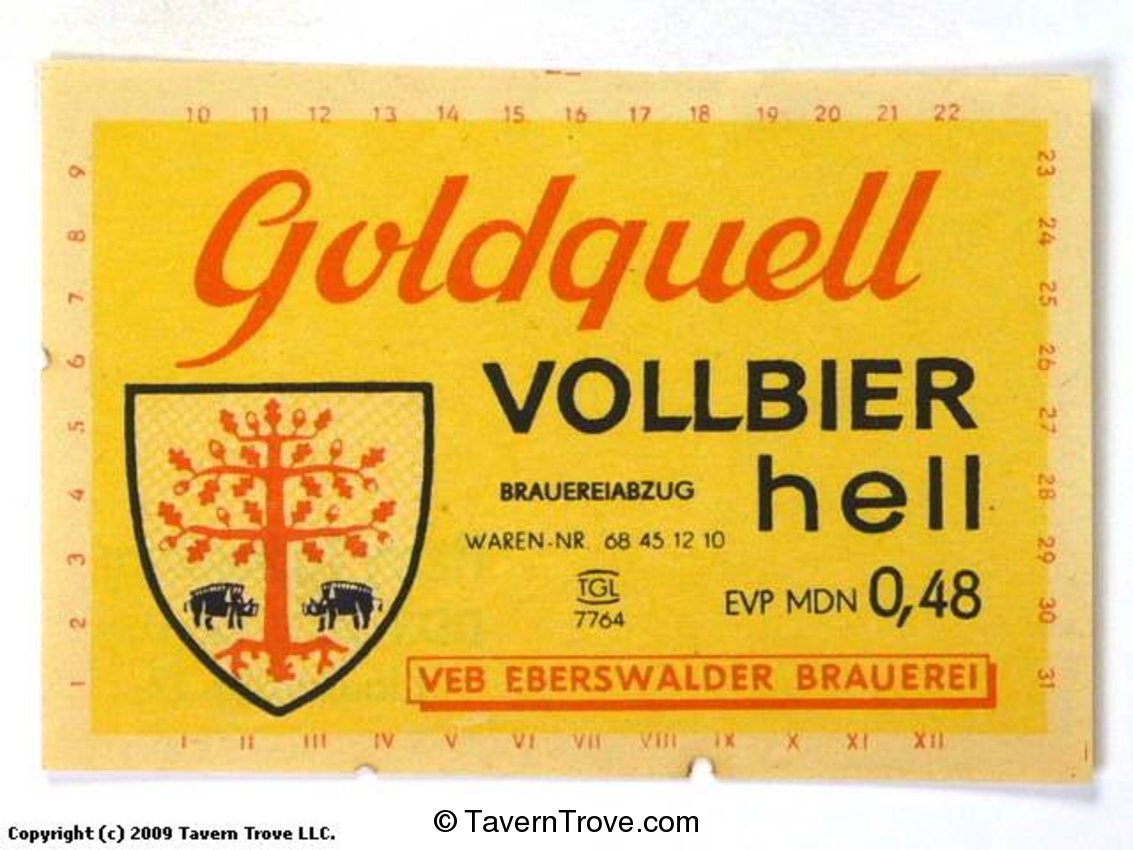 10 11 12 13 14 15 16 17 18 19 20 21 22
9 8 7 6 5 4 3 2 1
Goldquell
VOLLBIER
hell
BRAUEREIABZUG
WAREN-NR. 68 45 12 10
TGL
7764
EVP MDN 0,48
VEB EBERSWALDER BRAUEREI
23 24 25 26 27 28 29 30 31
I II III IV V VI VII VIII IX X XI XII
© TavernTrove.com
Copyright (c) 2009 Tavern Trove LLC.